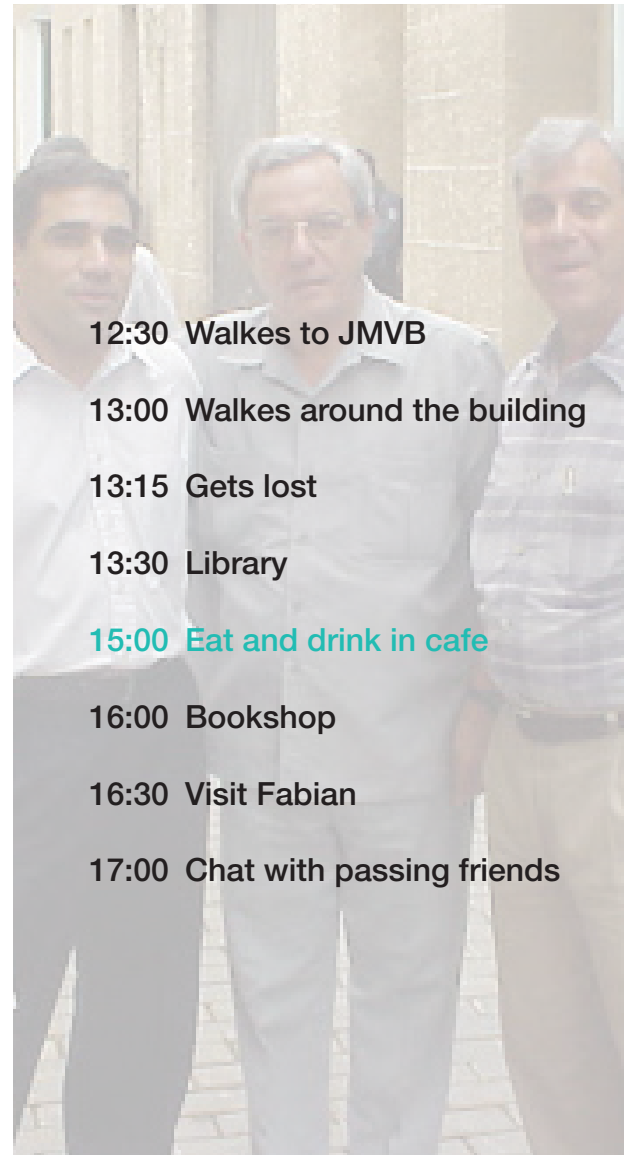 12:30 Walkes to JMVB
13:00 Walkes around the building
13:15 Gets lost
13:30 Library
15:00 Eat and drink in cafe
16:00 Bookshop
16:30 Visit Fabian
17:00 Chat with passing friends